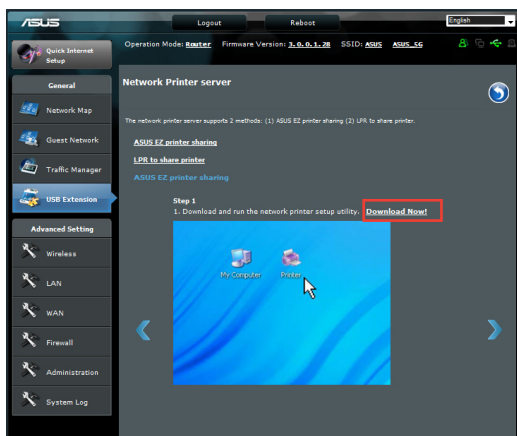 ASUS
Logout
Reboot
English
Quick Internet
Setup
Operation Mode: Router Firmware Version: 3.0.0.1.28 SSID: ASUS ASUS_5G
General
Network Map
Guest Network
Traffic Manager
USB Extension
Advanced Setting
Wireless
LAN
WAN
Firewall
Administration
System Log
Network Printer server
The network printer server supports 2 methods: (1) ASUS EZ printer sharing (2) LPR to share printer.
ASUS EZ printer sharing
LPR to share printer
ASUS EZ printer sharing
Step 1
1. Download and run the network printer setup utility. Download Now!
My Computer
Printer